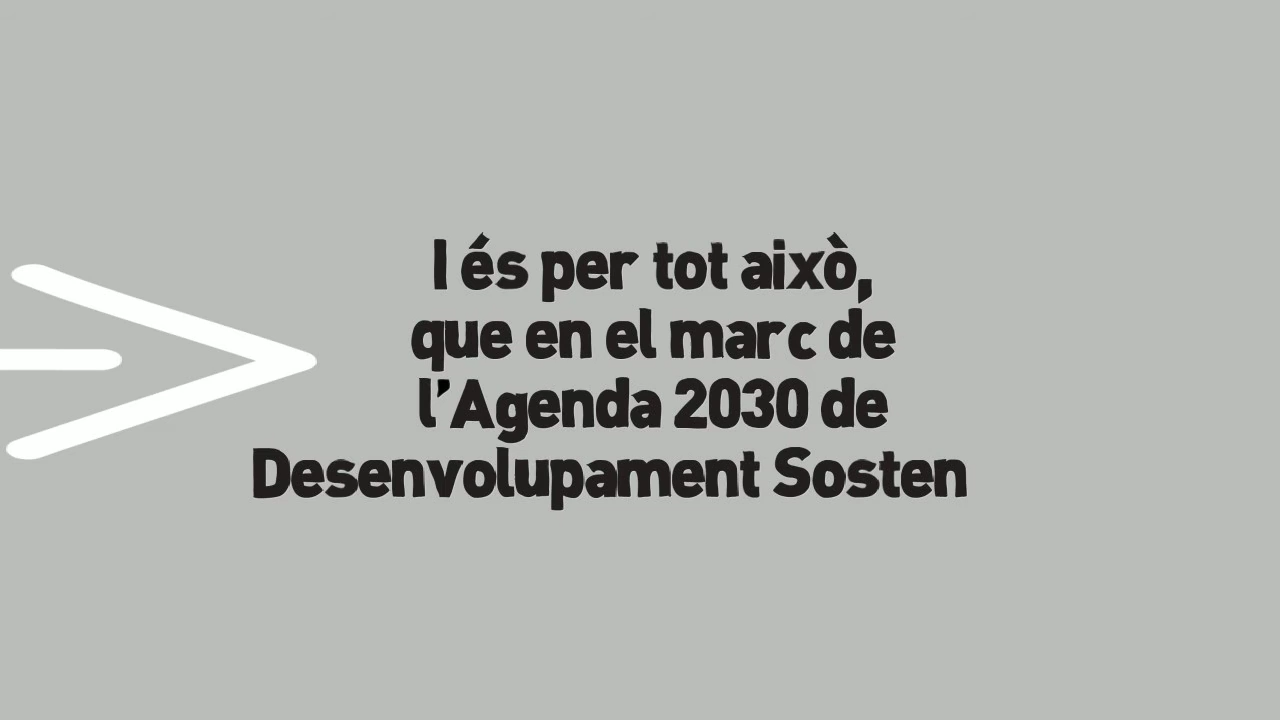 I és per tot això,
que en el marc de
l'Agenda 2030 de
Desenvolupament Sosten